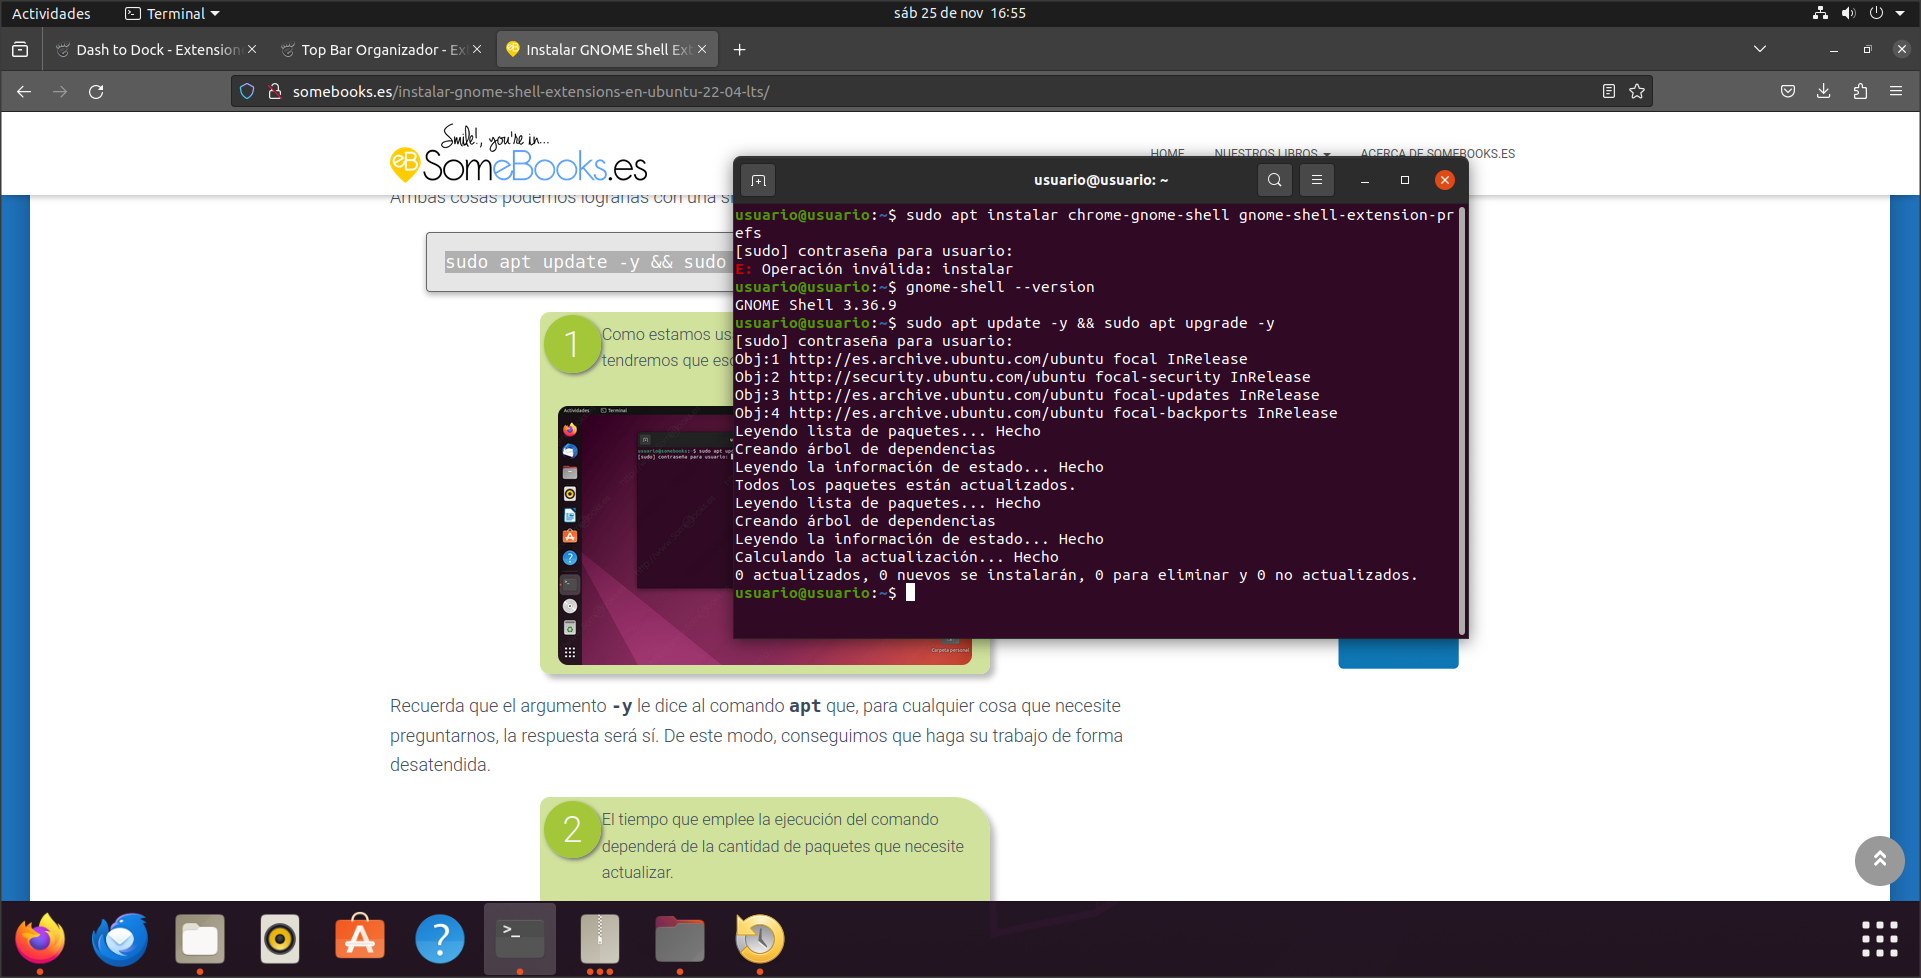 Actividades
Terminal
sáb 25 de nov 16:55
Dash to Dock - Extension
Top Bar Organizador - Ex
Instalar GNOME Shell Ext
somebooks.es/instalar-gnome-shell-extensions-en-ubuntu-22-04-lts/
Smile!, you're in...
eB SomeBooks.es
HOME
NUESTROS LIBROS
ACERCA DE SOMEBOOKS.ES
Ambas cosas podemos lograrlas con una
sudo apt update -y && sudo
1
Como estamos
tendremos que
Actividades
Terminal
Carpeta personal
usuario@usuario: ~
usuario@usuario:~$ sudo apt instalar chrome-gnome-shell gnome-shell-extension-pr
efs
[sudo] contraseña para usuario:
E: Operación inválida: instalar
usuario@usuario:~$ gnome-shell --version
GNOME Shell 3.36.9
usuario@usuario:~$ sudo apt update -y && sudo apt upgrade -y
[sudo] contraseña para usuario:
Obj:1 http://es.archive.ubuntu.com/ubuntu focal InRelease
Obj:2 http://security.ubuntu.com/ubuntu focal-security InRelease
Obj:3 http://es.archive.ubuntu.com/ubuntu focal-updates InRelease
Obj:4 http://es.archive.ubuntu.com/ubuntu focal-backports InRelease
Leyendo lista de paquetes... Hecho
Creando árbol de dependencias
Leyendo la información de estado... Hecho
Todos los paquetes están actualizados.
Leyendo lista de paquetes... Hecho
Creando árbol de dependencias
Leyendo la información de estado... Hecho
Calculando la actualización... Hecho
0 actualizados, 0 nuevos se instalarán, 0 para eliminar y 0 no actualizados.
usuario@usuario:~$
Recuerda que el argumento -y le dice al comando apt que, para cualquier cosa que necesite
preguntarnos, la respuesta será sí. De este modo, conseguimos que haga su trabajo de forma
desatendida.
2
El tiempo que emplee la ejecución del comando
dependerá de la cantidad de paquetes que necesite
actualizar.